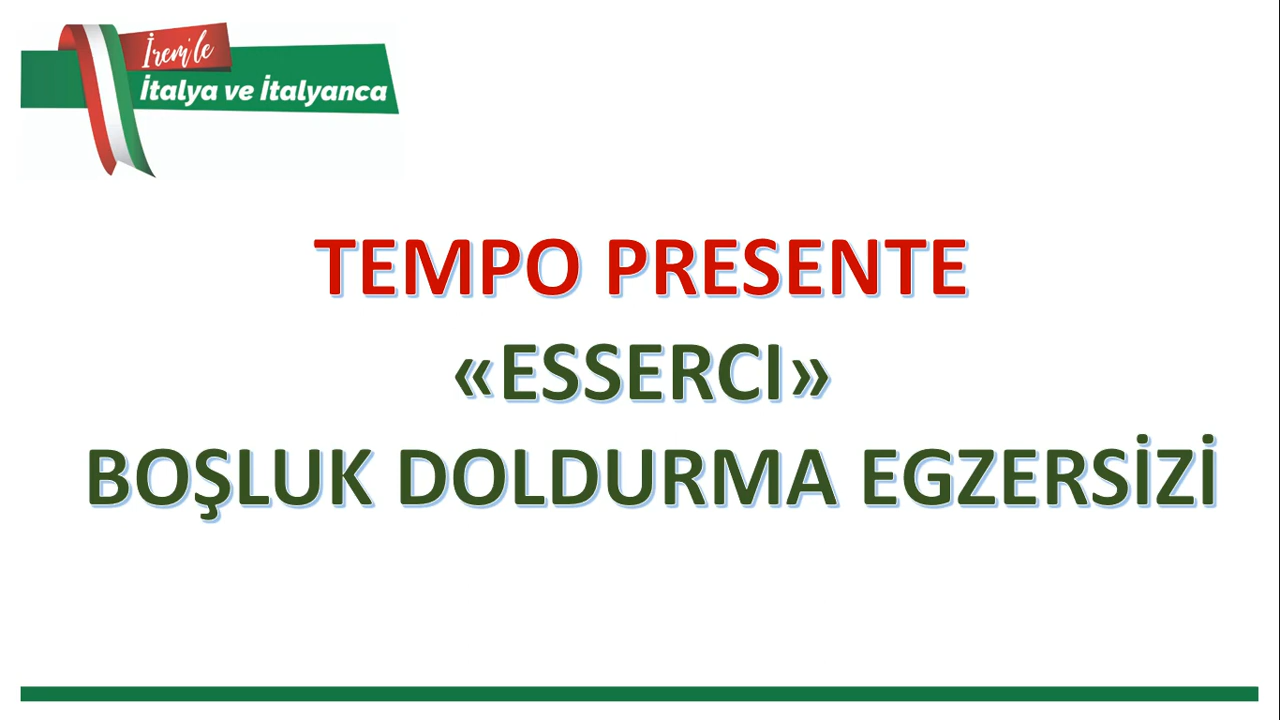 İrem'le
İtalya ve İtalyanca
TEMPO PRESENTE
«ESSERCI»
BOŞLUK DOLDURMA EGZERSİZİ